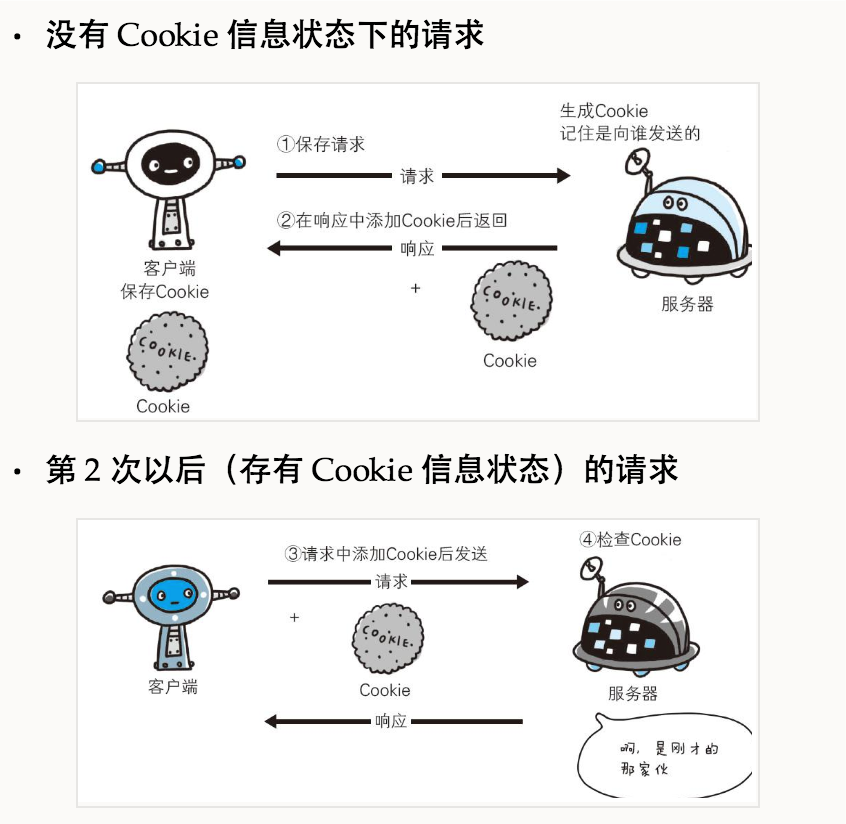 • 没有 Cookie 信息状态下的请求
生成Cookie
记住是向谁发送的
①保存请求
请求
②在响应中添加Cookie后返回
响应
+
COOKIE.
Cookie
服务器
客户端
保存Cookie
COOKIE.
Cookie
• 第 2 次以后（存有 Cookie 信息状态）的请求
④检查Cookie
③请求中添加Cookie后发送
请求
+
COOKIE.
Cookie
客户端
服务器
响应
啊, 是刚才的
那家伙